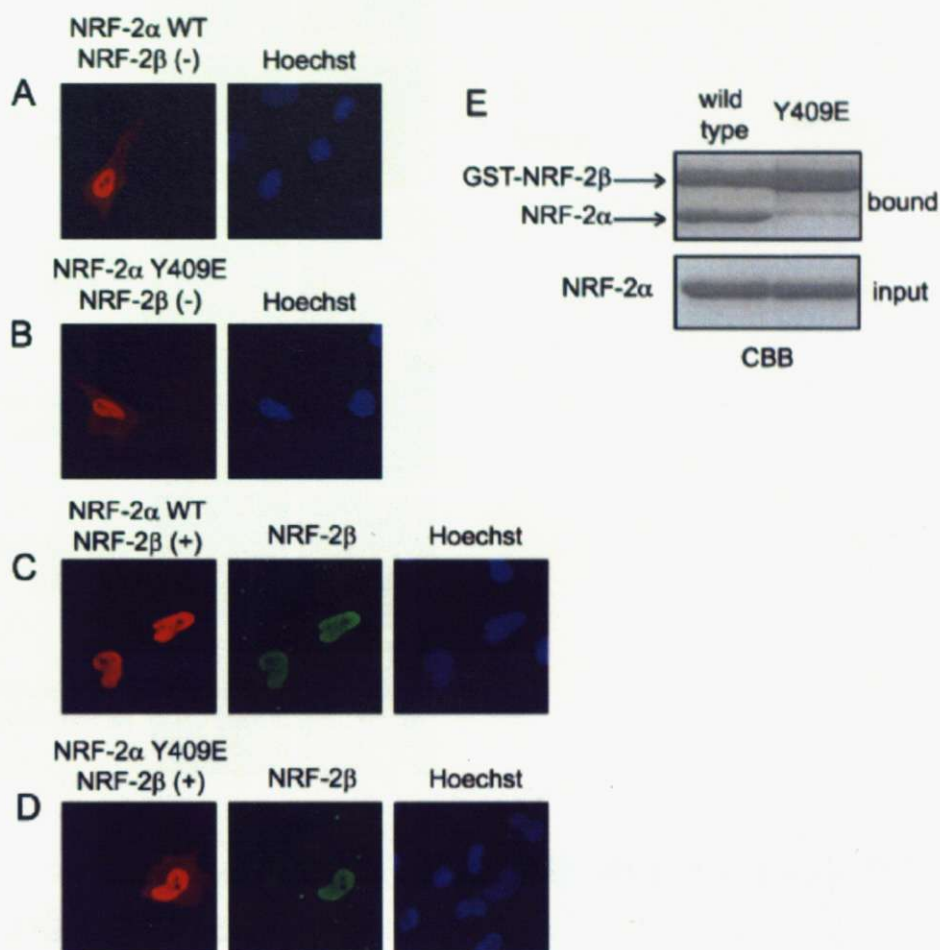 A
NRF-2α WT
NRF-2β (-)
Hoechst
B
NRF-2α Y409E
NRF-2β (-)
Hoechst
C
NRF-2α WT
NRF-2β (+)
NRF-2β
Hoechst
D
NRF-2α Y409E
NRF-2β (+)
NRF-2β
Hoechst
E
wild
type
Y409E
GST-NRF-2β
NRF-2α
bound
NRF-2α
input
CBB